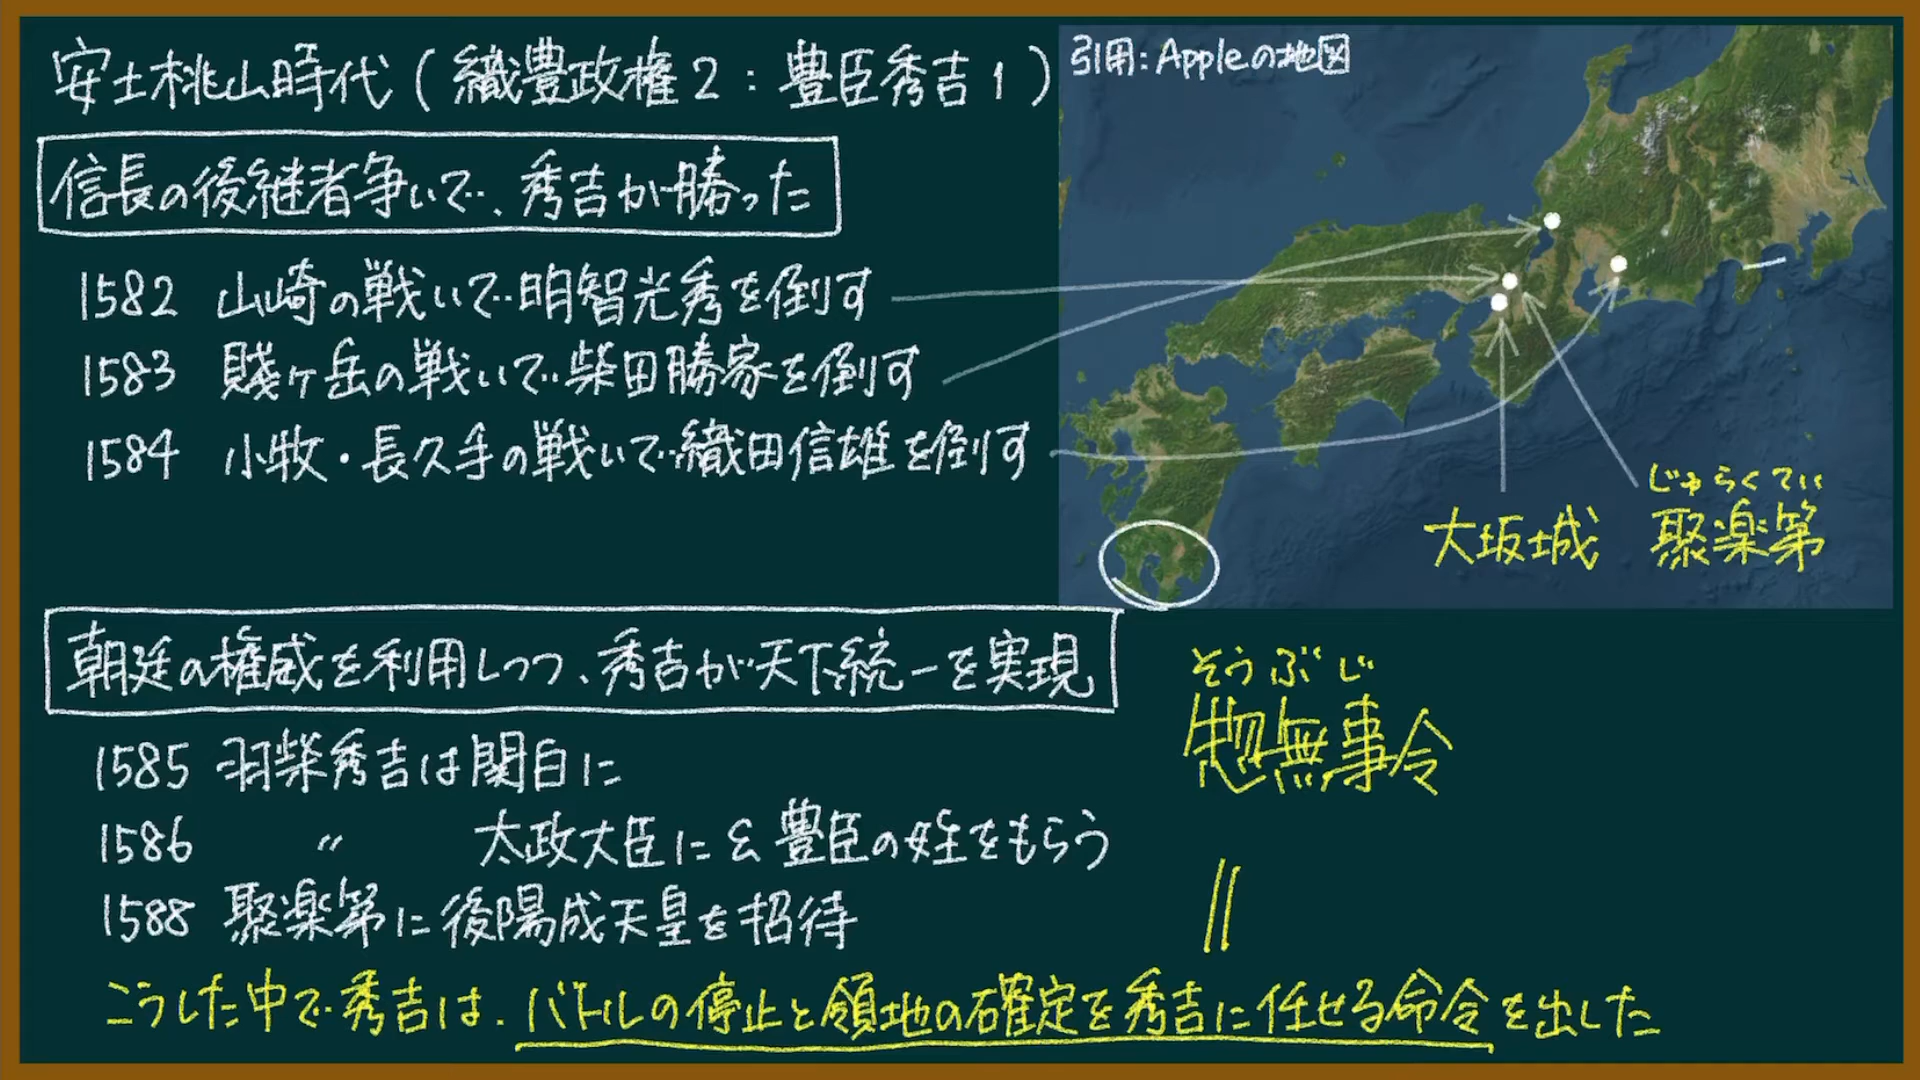 安土桃山時代(織豊政権2:豊臣秀吉1)
引用:Appleの地図
信長の後継者争いで、秀吉が勝った
1582 山崎の戦いで明智光秀を倒す
1583 賤ヶ岳の戦いで柴田勝家を倒す
1584 小牧・長久手の戦いで織田信雄を倒す
じゅらくてい
大坂城 聚楽第
朝廷の権威を利用しつつ、秀吉が天下統一を実現
そうぶじ
惣無事令
1585 羽柴秀吉は関白に
1586 〃 太政大臣に & 豊臣の姓をもらう
1588 聚楽第に後陽成天皇を招待
こうした中で秀吉は、バトルの停止と領地の確定を秀吉に任せる命令を出した